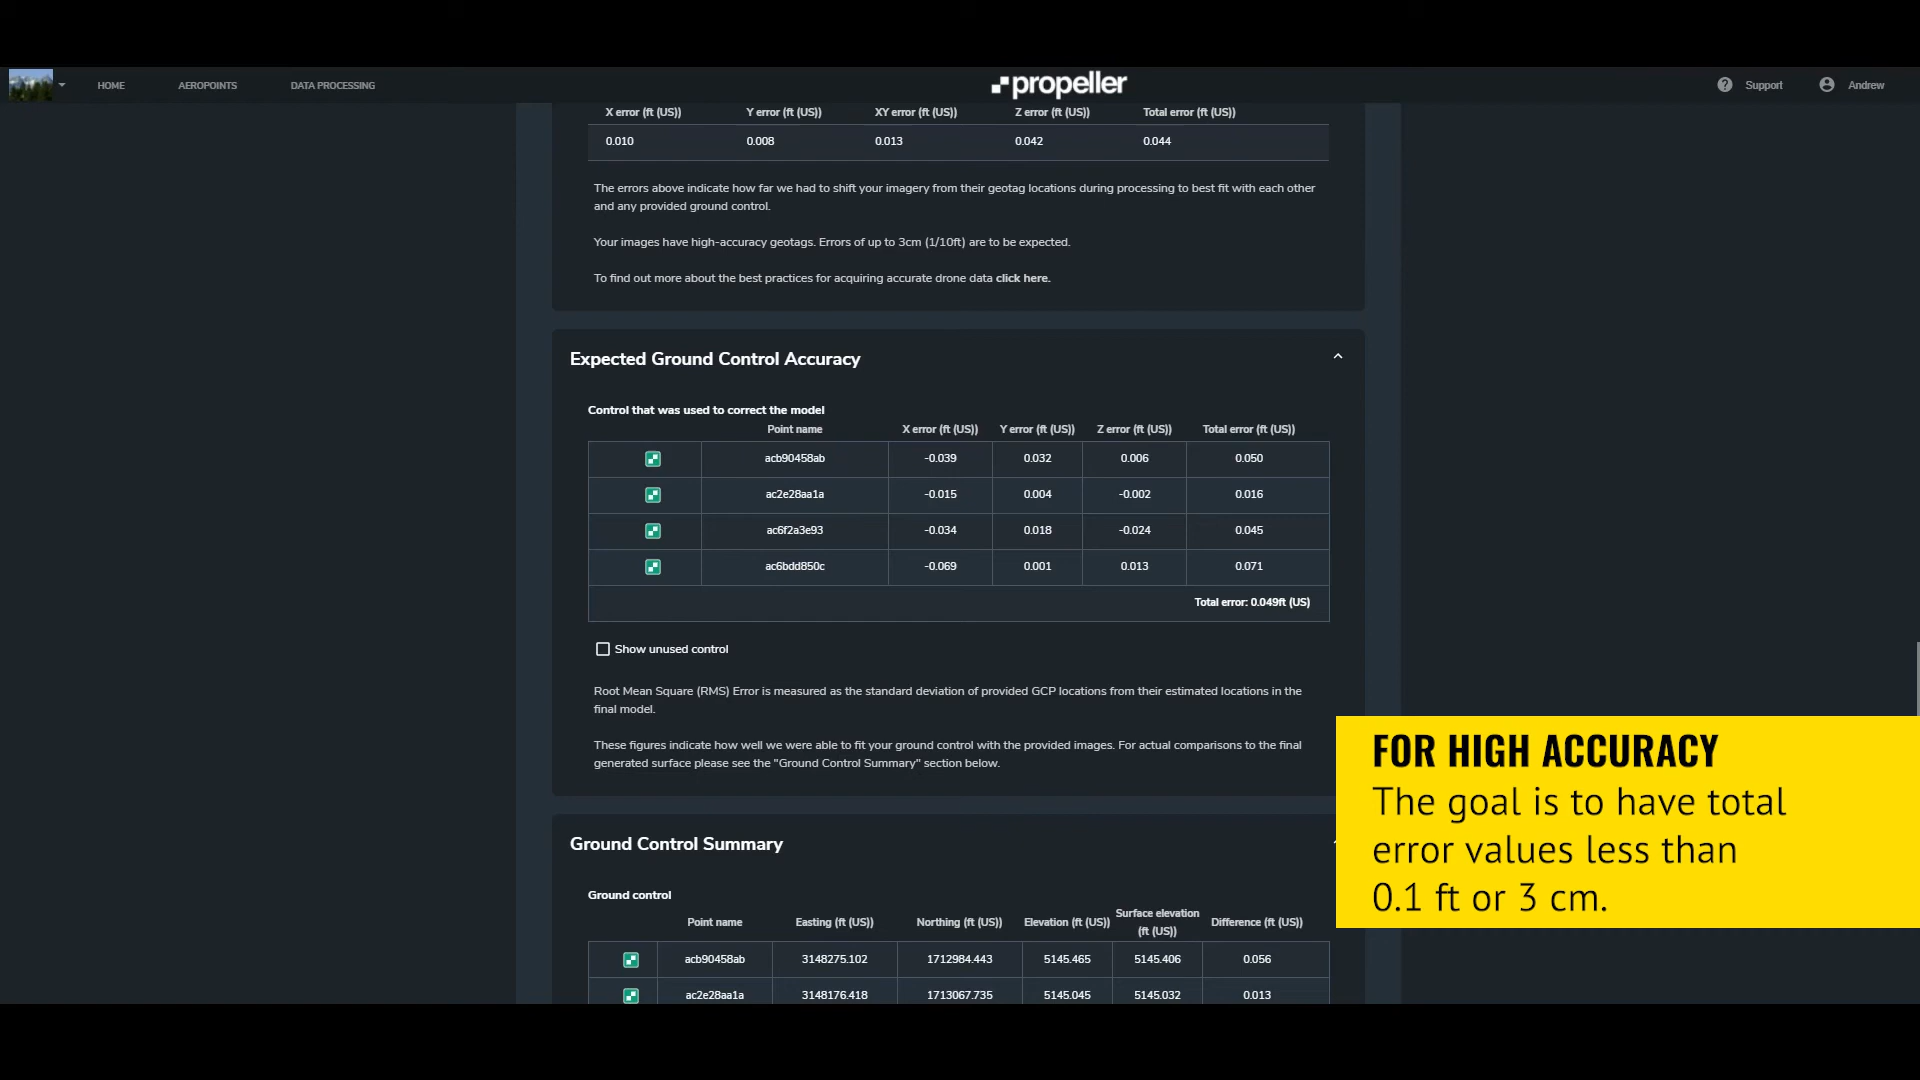 HOME AEROPOINTS DATA PROCESSING propeller Support Andrew
X error (ft (US)) Y error (ft (US)) XY error (ft (US)) Z error (ft (US)) Total error (ft (US))
0.010 0.008 0.013 0.042 0.044
The errors above indicate how far we had to shift your imagery from their geotag locations during processing to best fit with each other
and any provided ground control.
Your images have high-accuracy geotags. Errors of up to 3cm (1/10ft) are to be expected.
To find out more about the best practices for acquiring accurate drone data click here.
Expected Ground Control Accuracy
Control that was used to correct the model
Point name X error (ft (US)) Y error (ft (US)) Z error (ft (US)) Total error (ft (US))
acb90458ab -0.039 0.032 0.006 0.050
ac2e28aa1a -0.015 0.004 -0.002 0.016
ac6f2a3e93 -0.034 0.018 -0.024 0.045
ac6bdd850c -0.069 0.001 0.013 0.071
Total error: 0.049ft (US)
Show unused control
Root Mean Square (RMS) Error is measured as the standard deviation of provided GCP locations from their estimated locations in the
final model.
These figures indicate how well we were able to fit your ground control with the provided images. For actual comparisons to the final
generated surface please see the "Ground Control Summary" section below.
FOR HIGH ACCURACY
The goal is to have total
error values less than
0.1 ft or 3 cm.
Ground Control Summary
Ground control
Point name Easting (ft (US)) Northing (ft (US)) Elevation (ft (US)) Surface elevation (ft (US)) Difference (ft (US))
acb90458ab 3148275.102 1712984.443 5145.465 5145.406 0.056
ac2e28aa1a 3148176.418 1713067.735 5145.045 5145.032 0.013